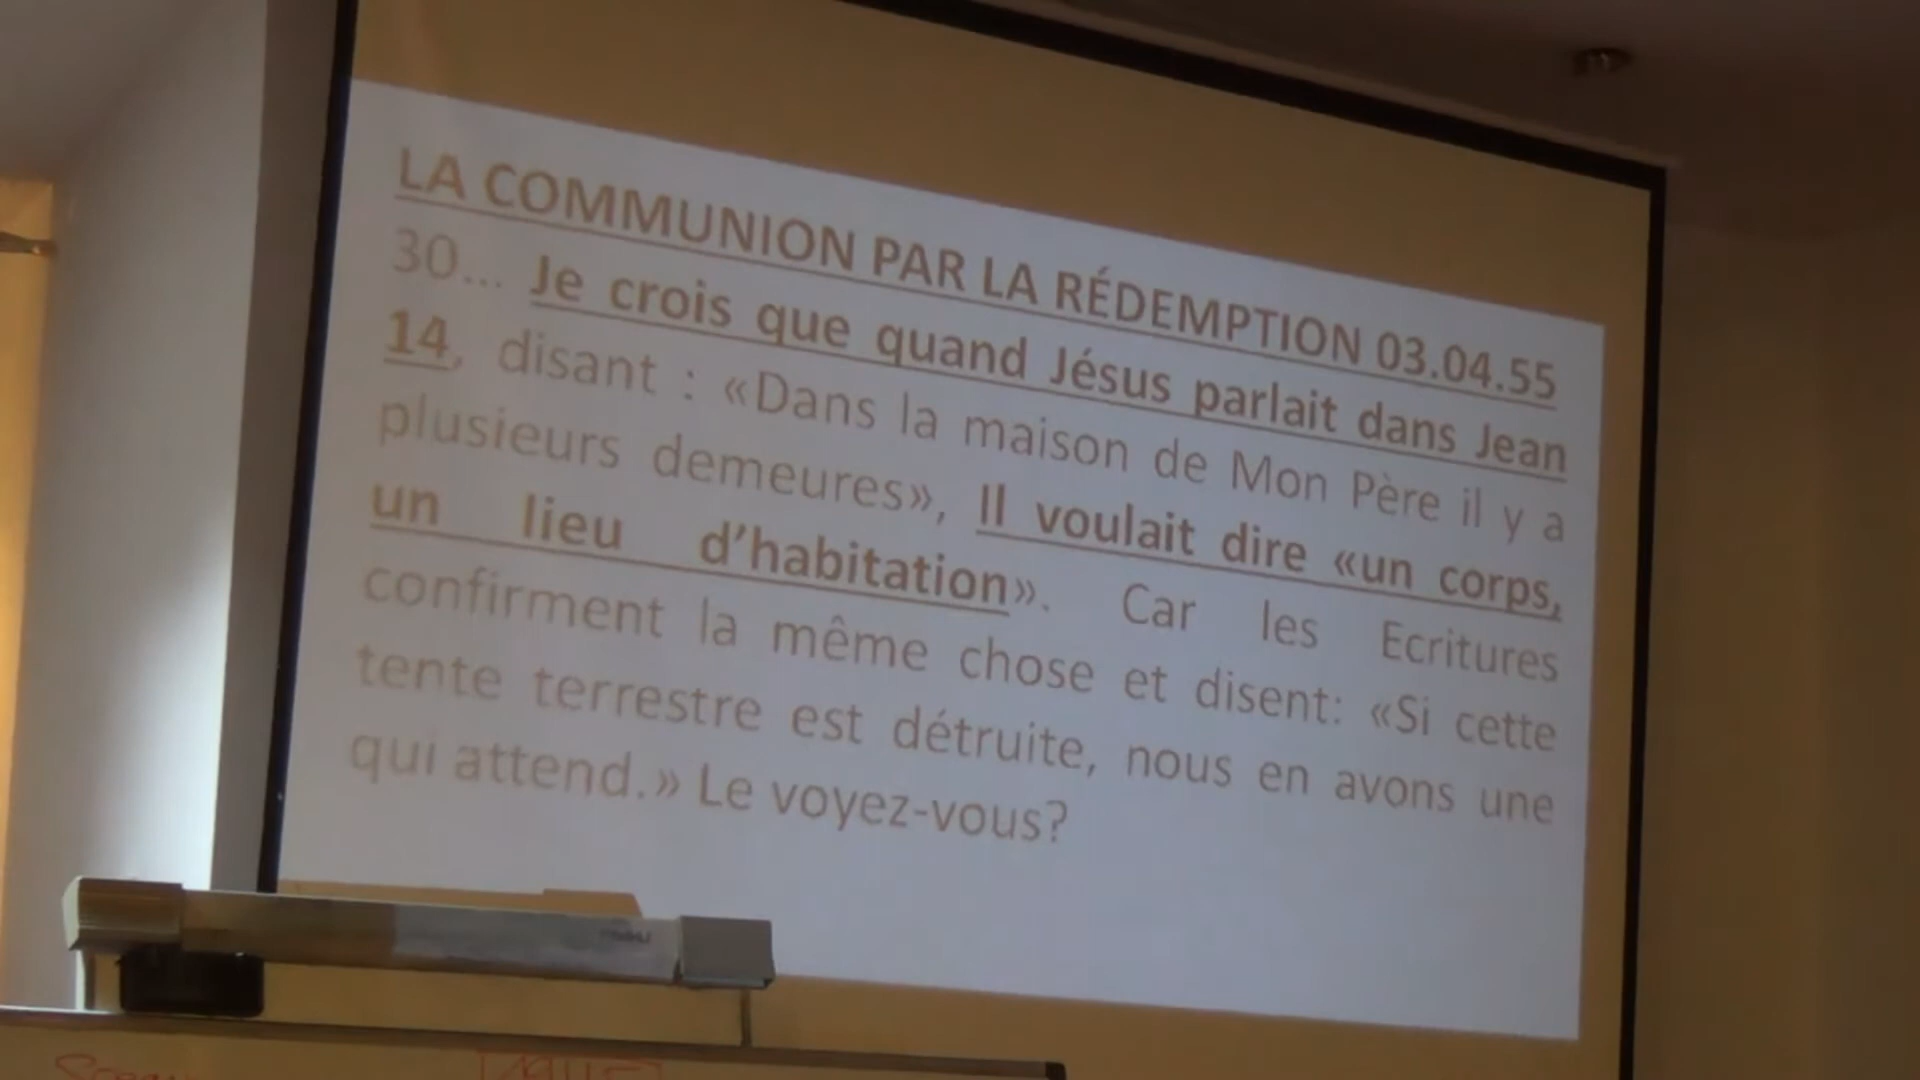 LA COMMUNION PAR LA RÉDEMPTION 03.04.55
30... Je crois que quand Jésus parlait dans Jean
14, disant : «Dans la maison de Mon Père il y a
plusieurs demeures», Il voulait dire «un corps,
un lieu d’habitation». Car les Ecritures
confirment la même chose et disent: «Si cette
tente terrestre est détruite, nous en avons une
qui attend.» Le voyez-vous?